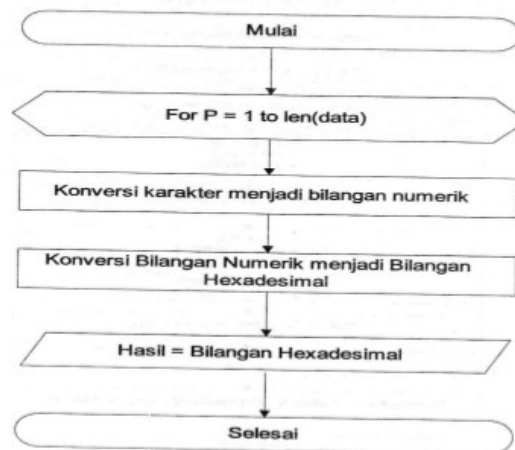 Mulai
For P = 1 to len(data)
Konversi karakter menjadi bilangan numerik
Konversi Bilangan Numerik menjadi Bilangan
Hexadesimal
Hasil = Bilangan Hexadesimal
Selesai